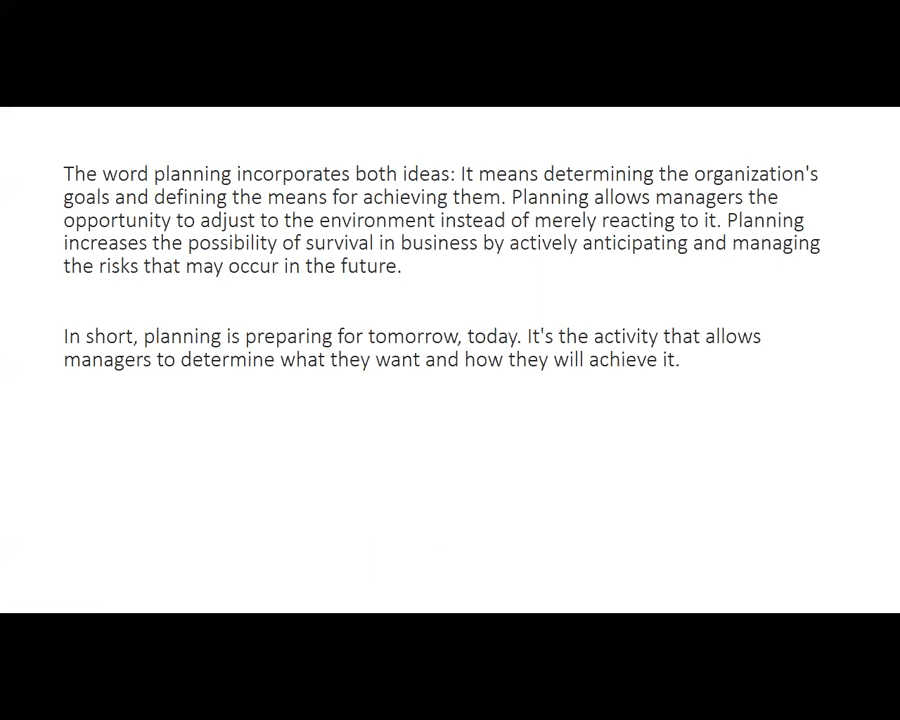 The word planning incorporates both ideas: It means determining the organization's
goals and defining the means for achieving them. Planning allows managers the
opportunity to adjust to the environment instead of merely reacting to it. Planning
increases the possibility of survival in business by actively anticipating and managing
the risks that may occur in the future.
In short, planning is preparing for tomorrow, today. It's the activity that allows
managers to determine what they want and how they will achieve it.